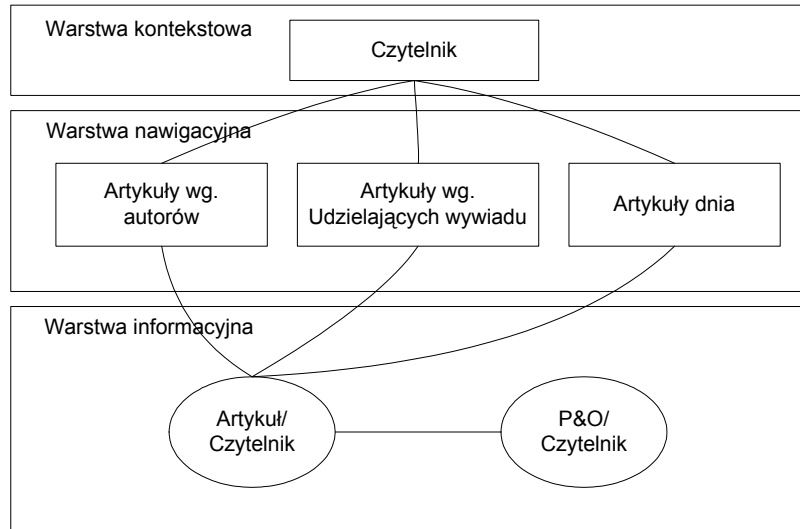 Warstwa kontekstowa
Czytelnik
Warstwa nawigacyjna
Artykuły wg.
autorów
Artykuły wg.
Udzielających wywiadu
Artykuły dnia
Warstwa informacyjna
Artykuł/
Czytelnik
P&O/
Czytelnik